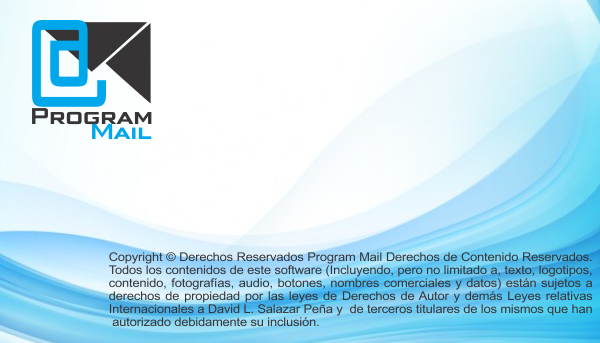 PROGRAM
MAIL
Copyright © Derechos Reservados Program Mail Derechos de Contenido Reservados.
Todos los contenidos de este software (Incluyendo, pero no limitado a, texto, logotipos,
contenido, fotografías, audio, botones, nombres comerciales y datos) están sujetos a
derechos de propiedad por las leyes de Derechos de Autor y demás Leyes relativas
Internacionales a David L. Salazar Peña y de terceros titulares de los mismos que han
autorizado debidamente su inclusión.